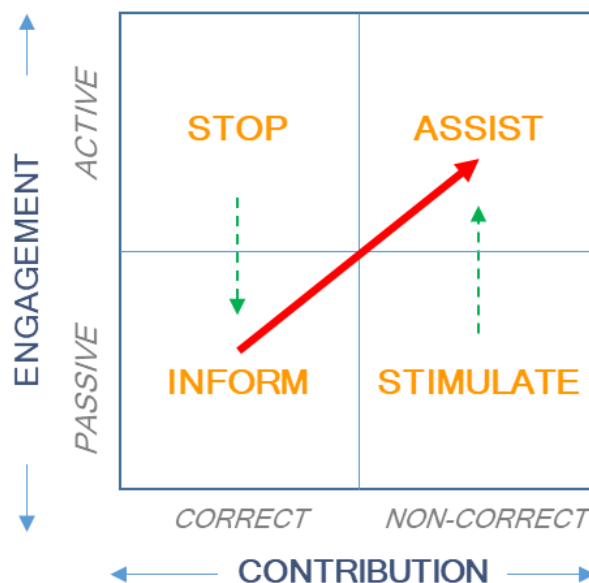 ENGAGEMENT
ACTIVE
PASSIVE
STOP
ASSIST
INFORM
STIMULATE
CORRECT
NON-CORRECT
CONTRIBUTION